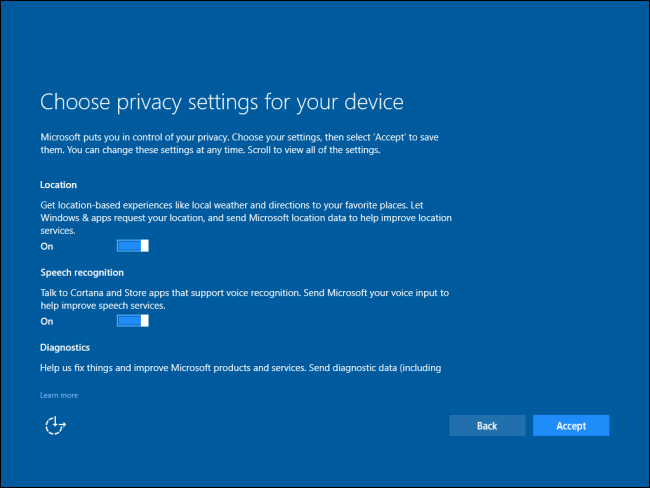 Choose privacy settings for your device
Microsoft puts you in control of your privacy. Choose your settings, then select ‘Accept’ to save
them. You can change these settings at any time. Scroll to view all of the settings.
Location
Get location-based experiences like local weather and directions to your favorite places. Let
Windows & apps request your location, and send Microsoft location data to help improve location
services.
On
Speech recognition
Talk to Cortana and Store apps that support voice recognition. Send Microsoft your voice input to
help improve speech services.
On
Diagnostics
Help us fix things and improve Microsoft products and services. Send diagnostic data (including
Learn more
Back
Accept